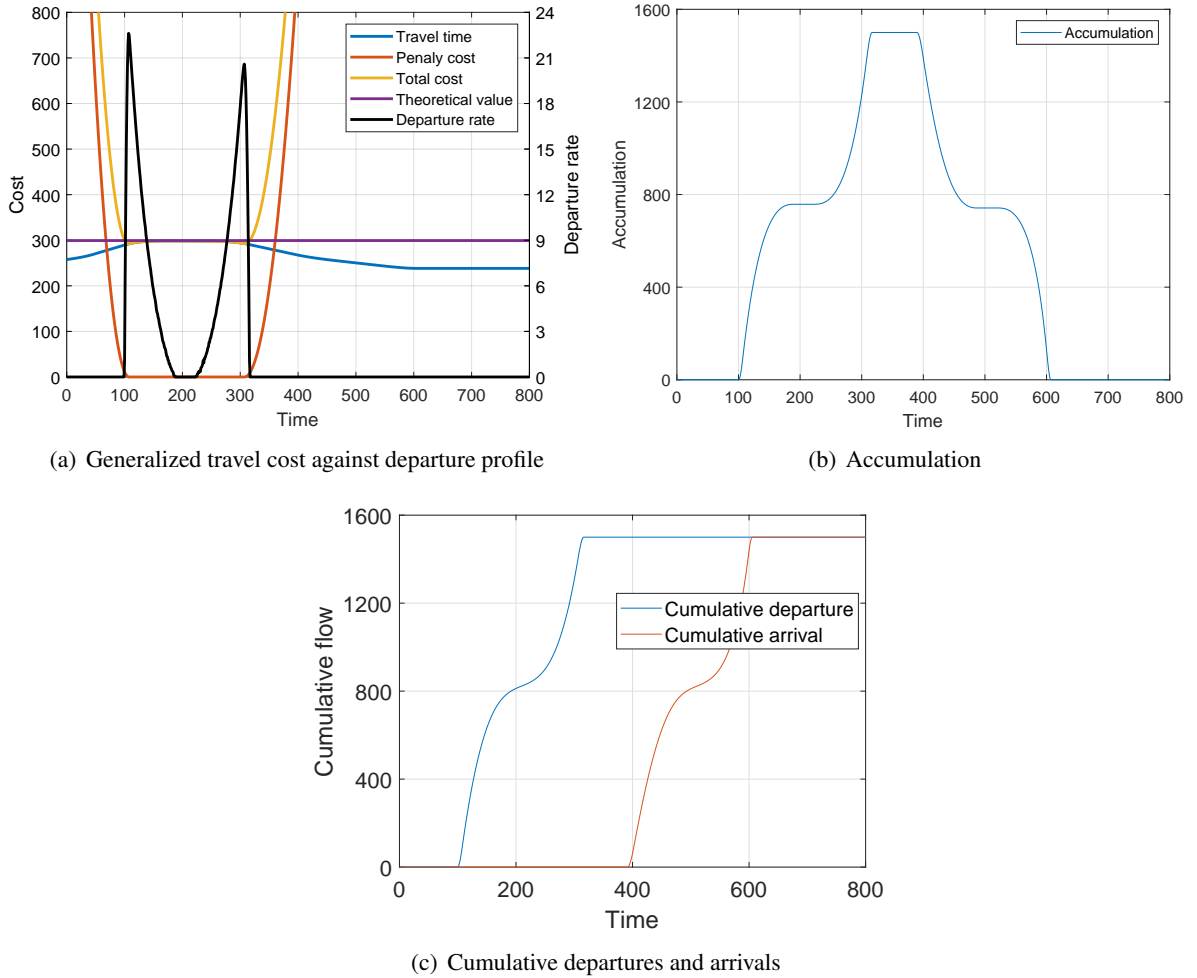 800
700
600
500
400
300
200
100
0
Cost
24
21
18
15
12
9
6
3
0
Departure rate
Travel time
Penaly cost
Total cost
Theoretical value
Departure rate
0 100 200 300 400 500 600 700 800
Time
(a) Generalized travel cost against departure profile
1600
1200
800
400
0
Accumulation
Accumulation
0 100 200 300 400 500 600 700 800
Time
(b) Accumulation
1600
1200
800
400
0
Cumulative flow
Cumulative departure
Cumulative arrival
0 200 400 600 800
Time
(c) Cumulative departures and arrivals